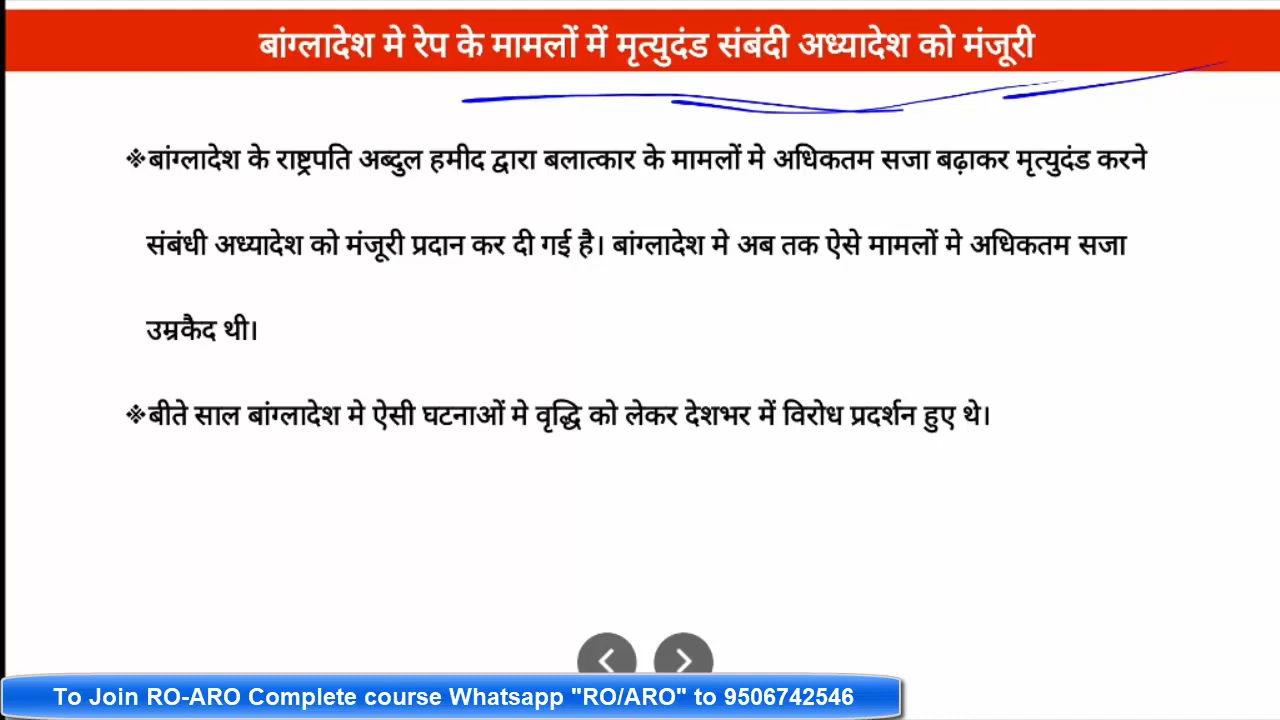 बांग्लादेश मे रेप के मामलों में मृत्युदंड संबंदी अध्यादेश को मंजूरी
❖बांग्लादेश के राष्ट्रपति अब्दुल हमीद द्वारा बलात्कार के मामलों मे अधिकतम सजा बढ़ाकर मृत्युदंड करने
संबंधी अध्यादेश को मंजूरी प्रदान कर दी गई है। बांग्लादेश मे अब तक ऐसे मामलों मे अधिकतम सजा
उम्रकैद थी।
❖बीते साल बांग्लादेश मे ऐसी घटनाओं मे वृद्धि को लेकर देशभर में विरोध प्रदर्शन हुए थे।
To Join RO-ARO Complete course Whatsapp "RO/ARO" to 9506742546